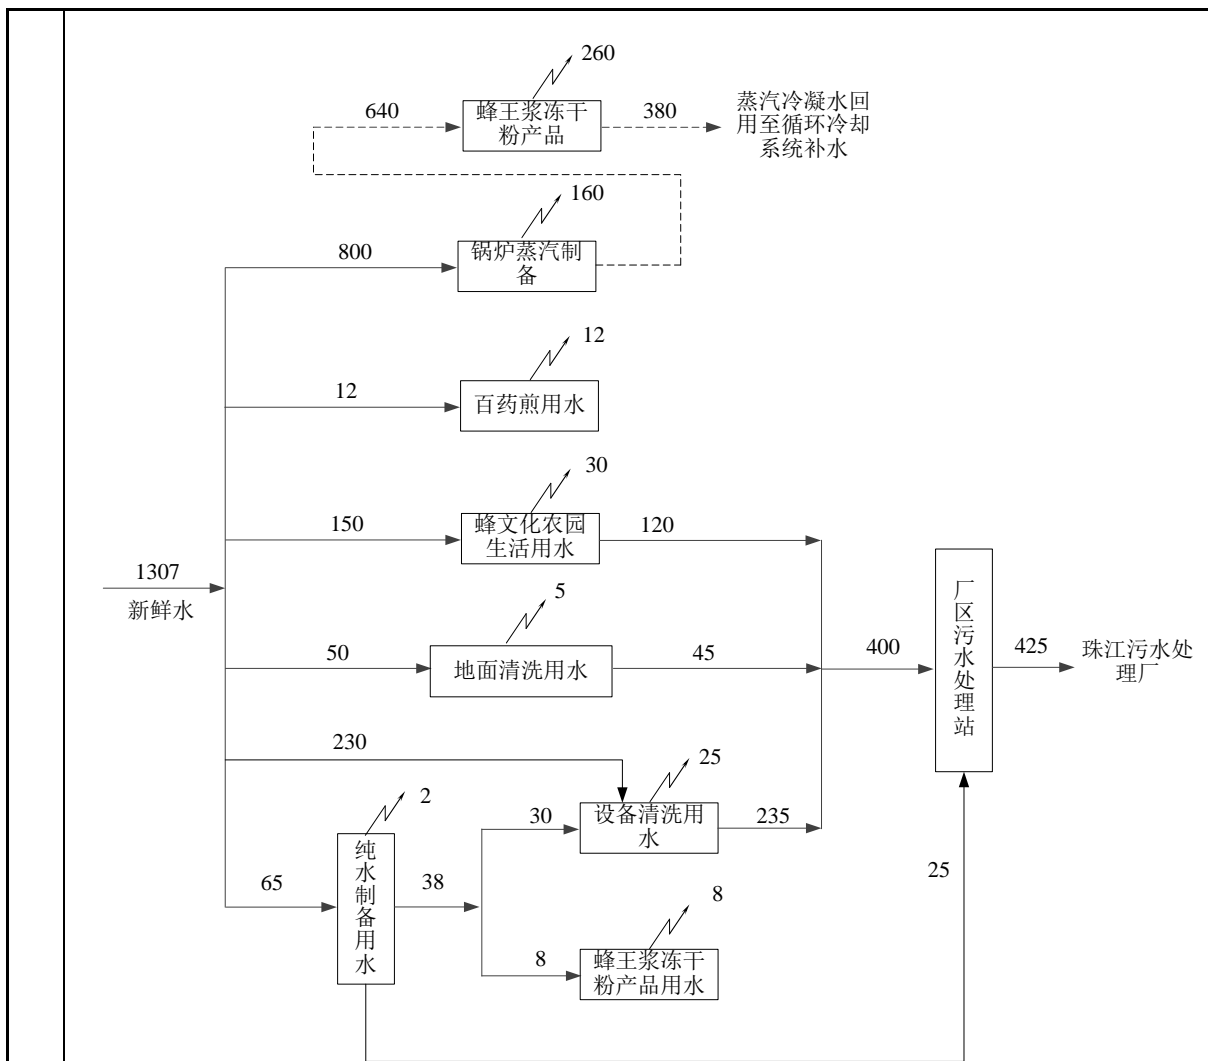 260
640
蜂王浆冻干
粉产品
380
蒸汽冷凝水回
用至循环冷却
系统补水
160
800
锅炉蒸汽制
备
12
12
百药煎用水
30
150
蜂文化农园
生活用水
120
1307
新鲜水
5
50
地面清洗用水
45
400
厂区污水处理站
425
珠江污水处
理厂
230
25
2
30
设备清洗用
水
235
纯水制备用水
65
38
25
8
8
蜂王浆冻干
粉产品用水